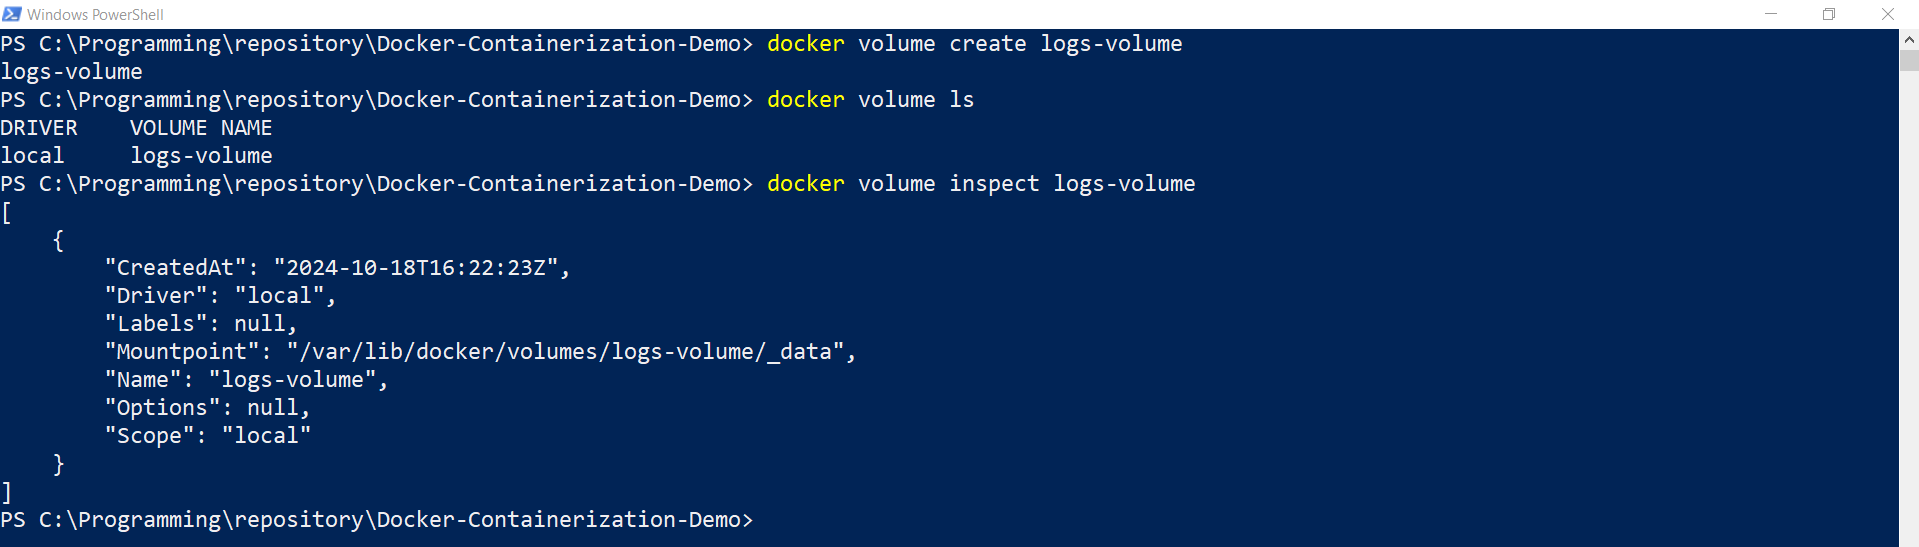 Windows PowerShell
PS C:\Programming\repository\Docker-Containerization-Demo> docker volume create logs-volume
logs-volume
PS C:\Programming\repository\Docker-Containerization-Demo> docker volume ls
DRIVER    VOLUME NAME
local     logs-volume
PS C:\Programming\repository\Docker-Containerization-Demo> docker volume inspect logs-volume
[
    {
        "CreatedAt": "2024-10-18T16:22:23Z",
        "Driver": "local",
        "Labels": null,
        "Mountpoint": "/var/lib/docker/volumes/logs-volume/_data",
        "Name": "logs-volume",
        "Options": null,
        "Scope": "local"
    }
]
PS C:\Programming\repository\Docker-Containerization-Demo>